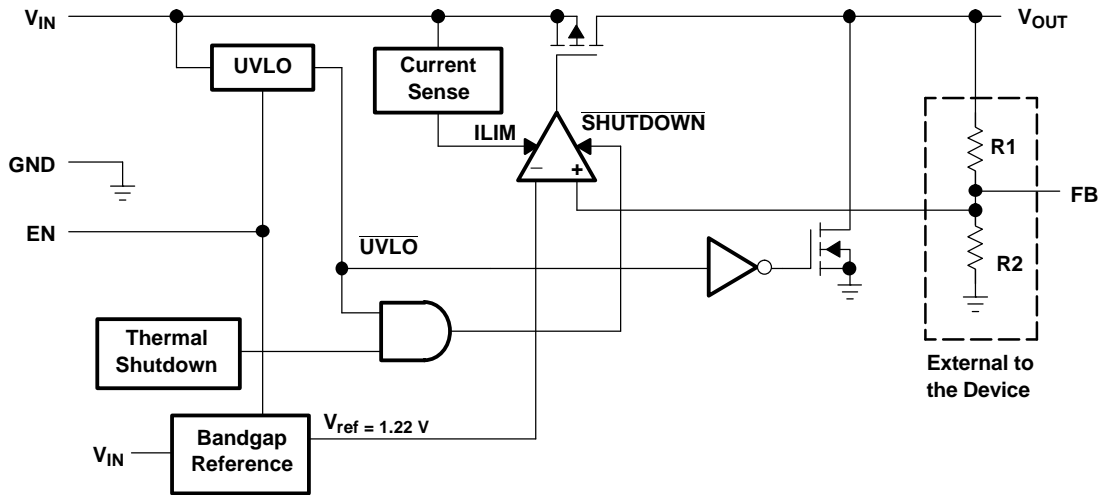 VIN
VOUT
UVLO
Current
Sense
SHUTDOWN
ILIM
R1
GND
− +
FB
EN
UVLO
R2
Thermal
Shutdown
External to
the Device
Vref = 1.22 V
VIN
Bandgap
Reference